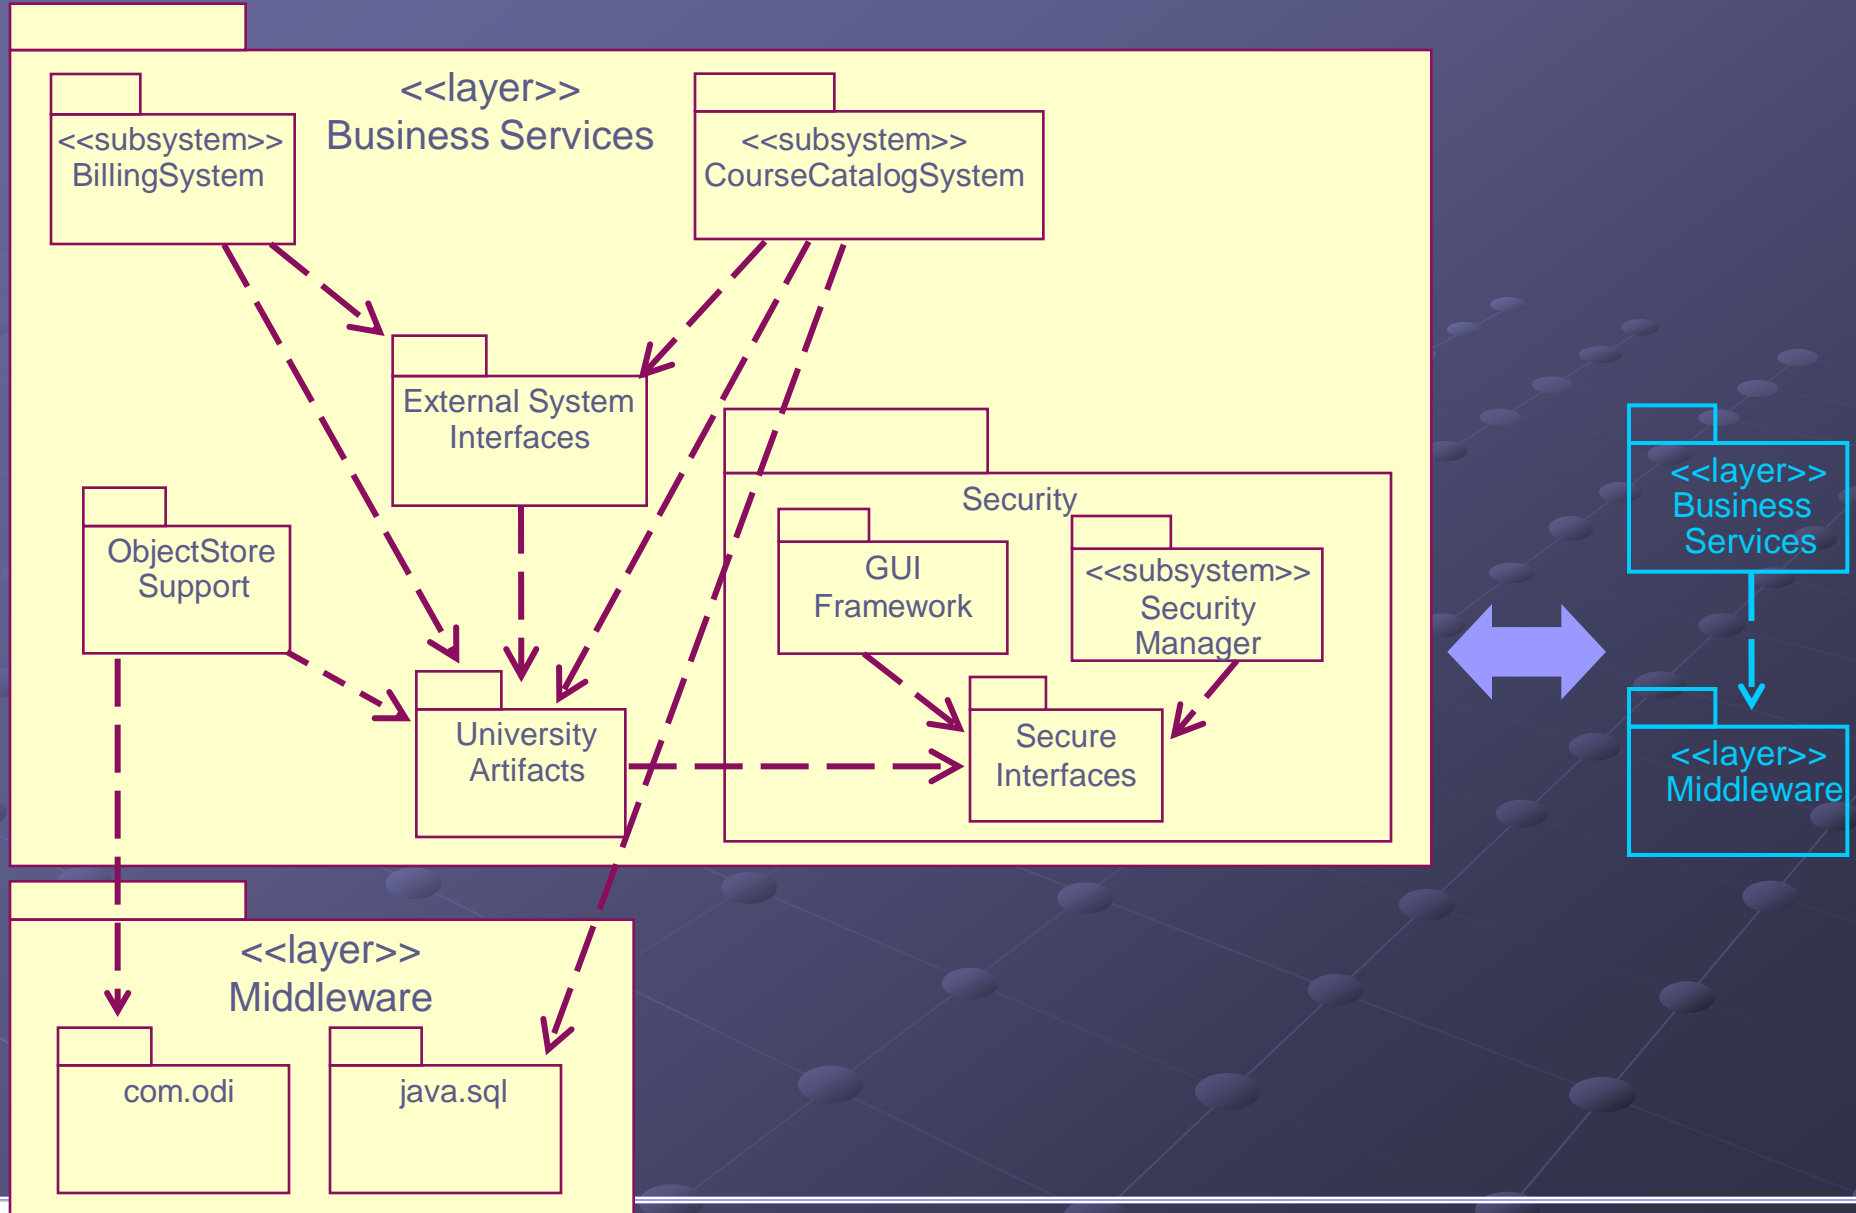 <<layer>>
Business Services
<<subsystem>>
BillingSystem
<<subsystem>>
CourseCatalogSystem
External System
Interfaces
ObjectStore
Support
Security
GUI
Framework
<<subsystem>>
Security
Manager
University
Artifacts
Secure
Interfaces
<<layer>>
Middleware
com.odi
java.sql
<<layer>>
Business
Services
<<layer>>
Middleware